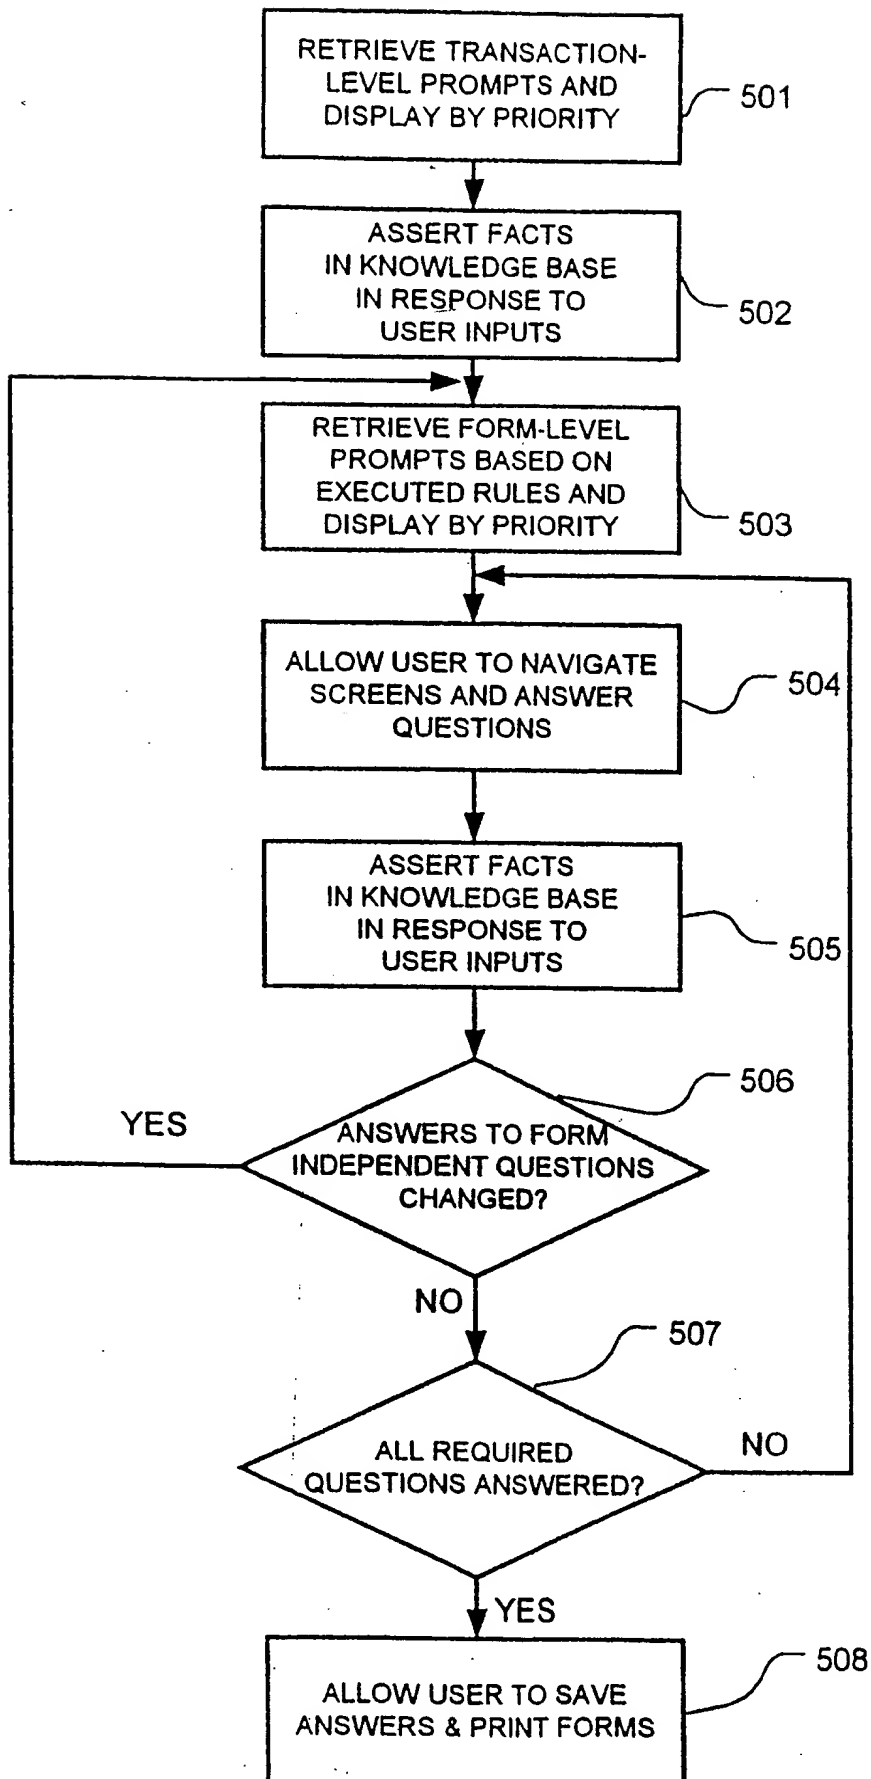 RETRIEVE TRANSACTION-
LEVEL PROMPTS AND
DISPLAY BY PRIORITY
501
ASSERT FACTS
IN KNOWLEDGE BASE
IN RESPONSE TO
USER INPUTS
502
RETRIEVE FORM-LEVEL
PROMPTS BASED ON
EXECUTED RULES AND
DISPLAY BY PRIORITY
503
ALLOW USER TO NAVIGATE
SCREENS AND ANSWER
QUESTIONS
504
ASSERT FACTS
IN KNOWLEDGE BASE
IN RESPONSE TO
USER INPUTS
505
506
YES
ANSWERS TO FORM
INDEPENDENT QUESTIONS
CHANGED?
NO
507
ALL REQUIRED
QUESTIONS ANSWERED?
NO
YES
508
ALLOW USER TO SAVE
ANSWERS & PRINT FORMS